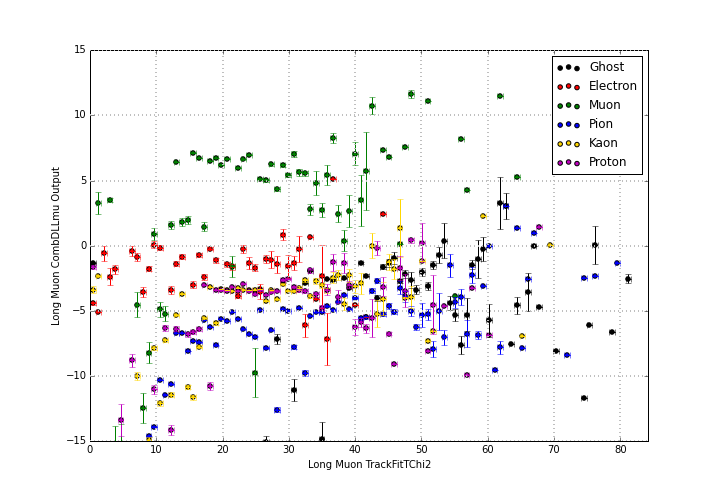 15
10
5
0
−5
−10
−15
0
10
20
30
40
50
60
70
80
Long Muon CombDLLmu Output
Long Muon TrackFitTChi2
Ghost
Electron
Muon
Pion
Kaon
Proton